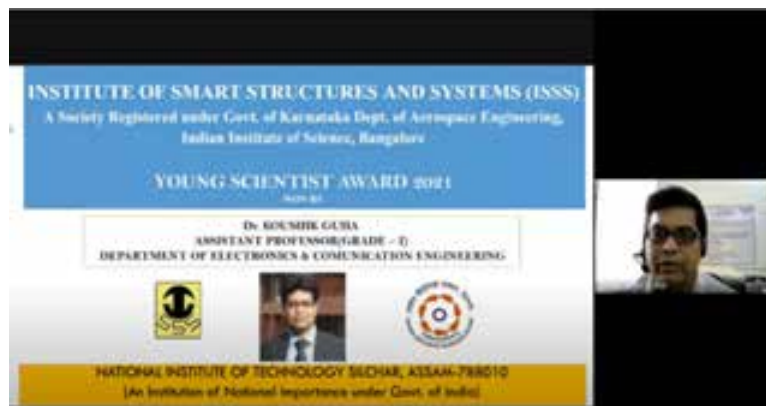 INSTITUTE OF SMART STRUCTURES AND SYSTEMS (ISSS)
A Society Registered under Govt. of Karnataka Dept. of Aerospace Engineering,
Indian Institute of Science, Bangalore
YOUNG SCIENTIST AWARD 2021
Dr. KOUSHIK GUHA
ASSISTANT PROFESSOR(GRADE – I)
DEPARTMENT OF ELECTRONICS & COMUNICATION ENGINEERING
NATIONAL INSTITUTE OF TECHNOLOGY SILCHAR, ASSAM-788010
(An Institution of National Importance under Govt. of India)